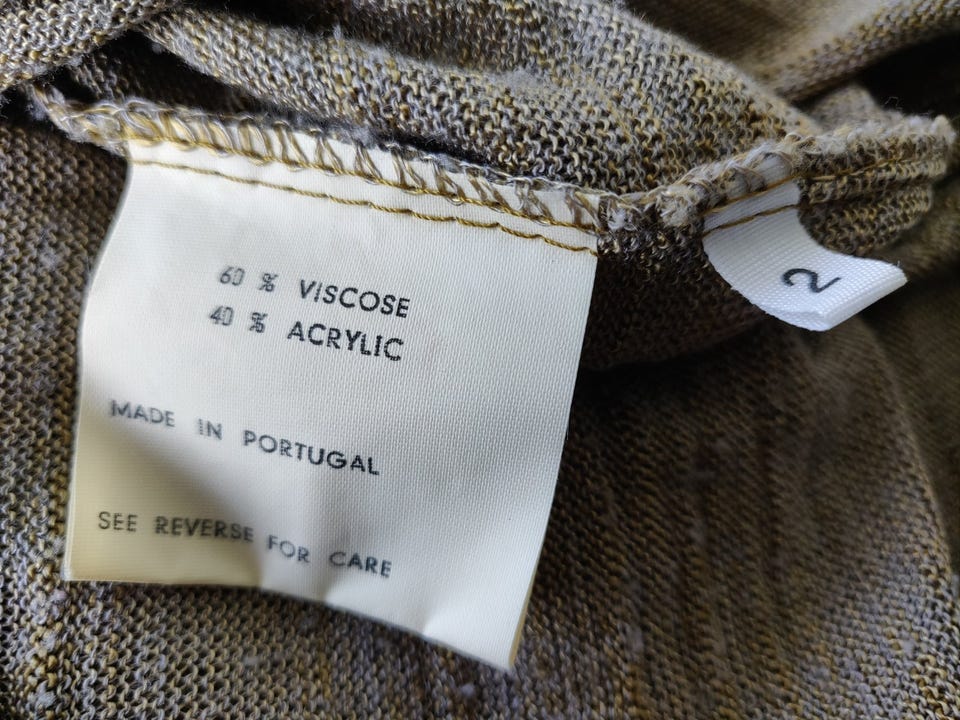 60 % VISCOSE
40 % ACRYLIC
MADE IN PORTUGAL
SEE REVERSE FOR CARE
2